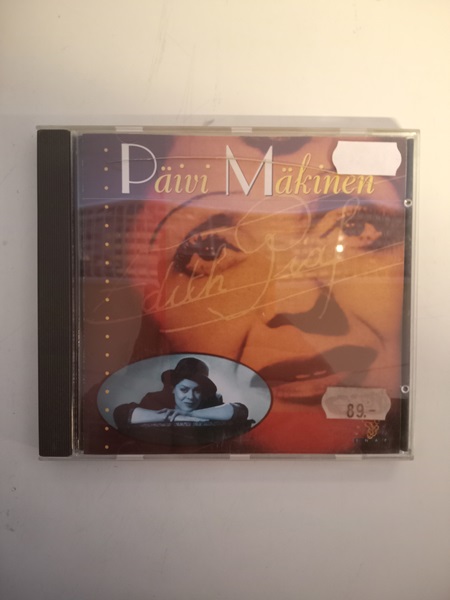 Päivi Mäkinen
Edith Piaf
89.-